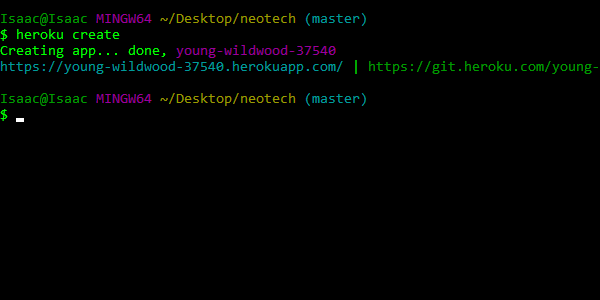 Isaac@Isaac MINGW64 ~/Desktop/neotech (master)
$ heroku create
Creating app... done, young-wildwood-37540
https://young-wildwood-37540.herokuapp.com/ | https://git.heroku.com/young-
Isaac@Isaac MINGW64 ~/Desktop/neotech (master)
$